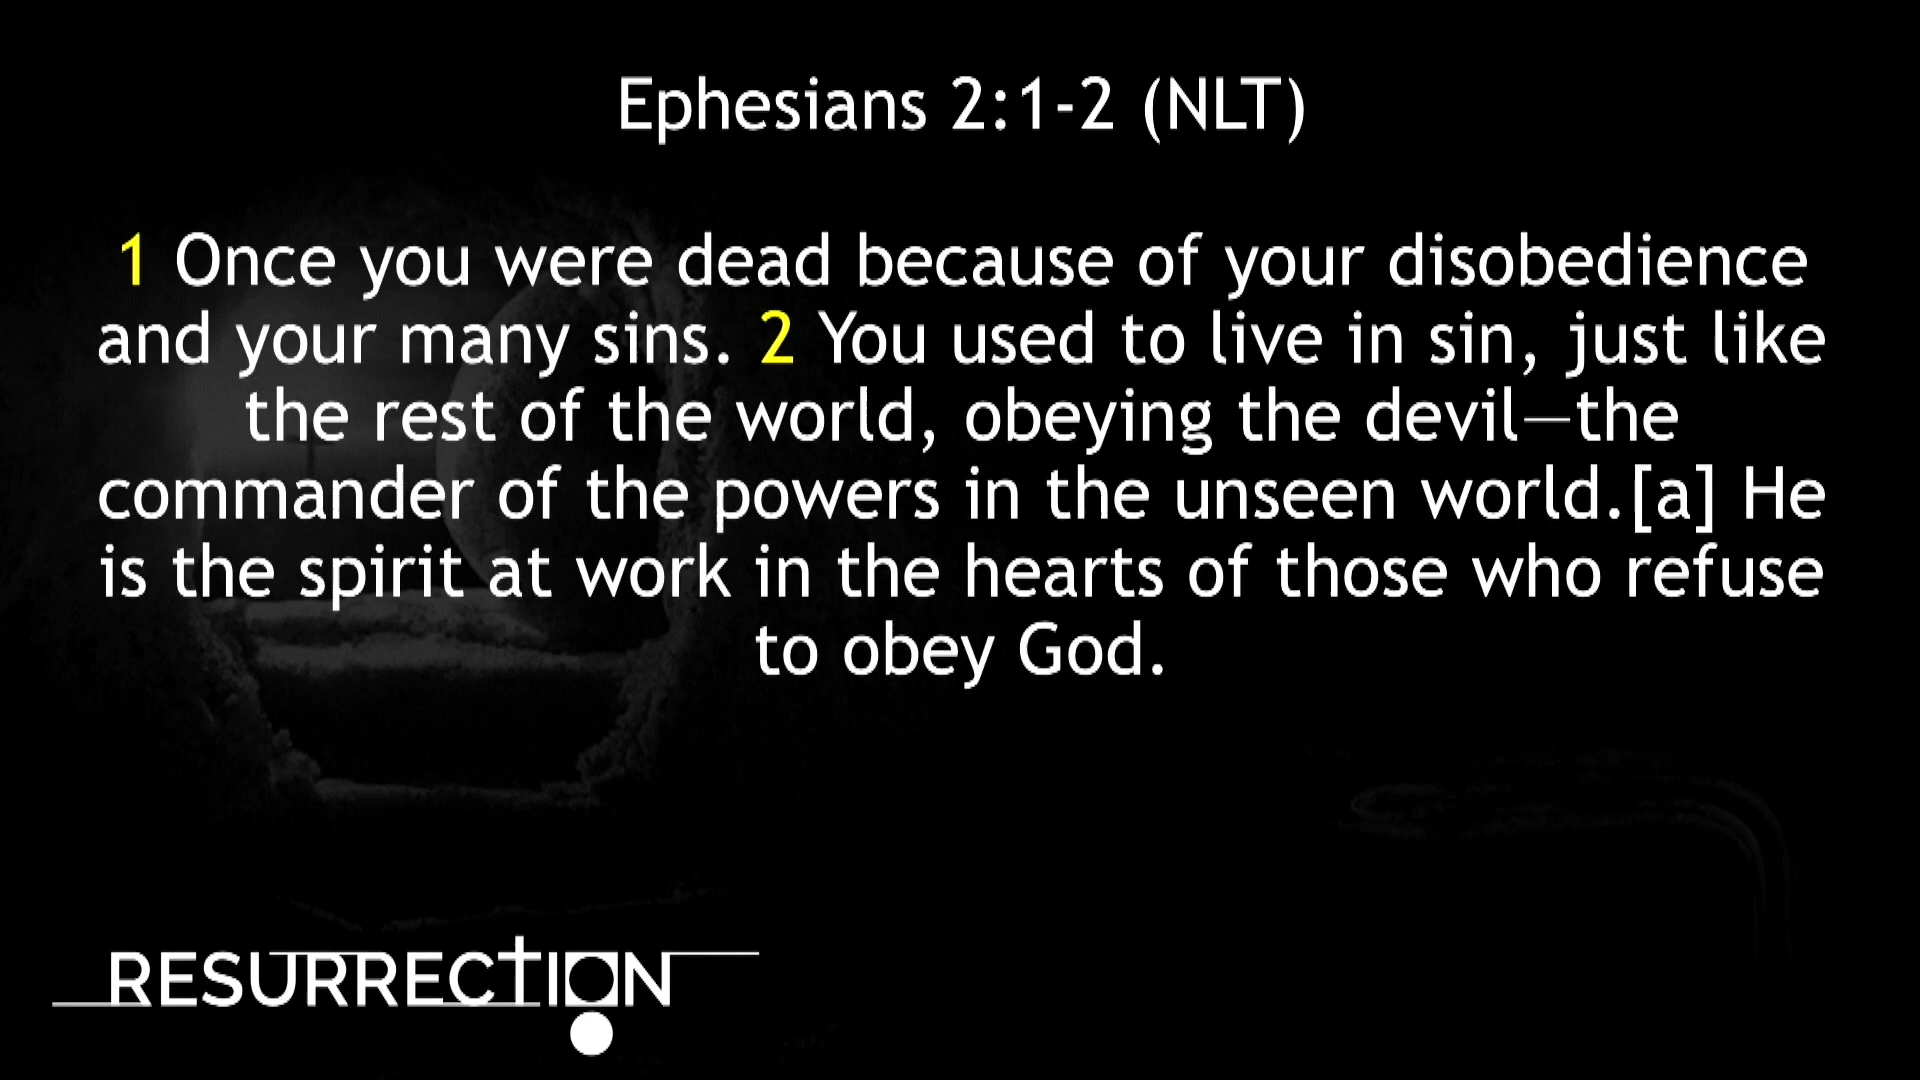 Ephesians 2:1-2 (NLT)
1 Once you were dead because of your disobedience
and your many sins. 2 You used to live in sin, just like
the rest of the world, obeying the devil—the
commander of the powers in the unseen world.[a] He
is the spirit at work in the hearts of those who refuse
to obey God.
RESURRECTION